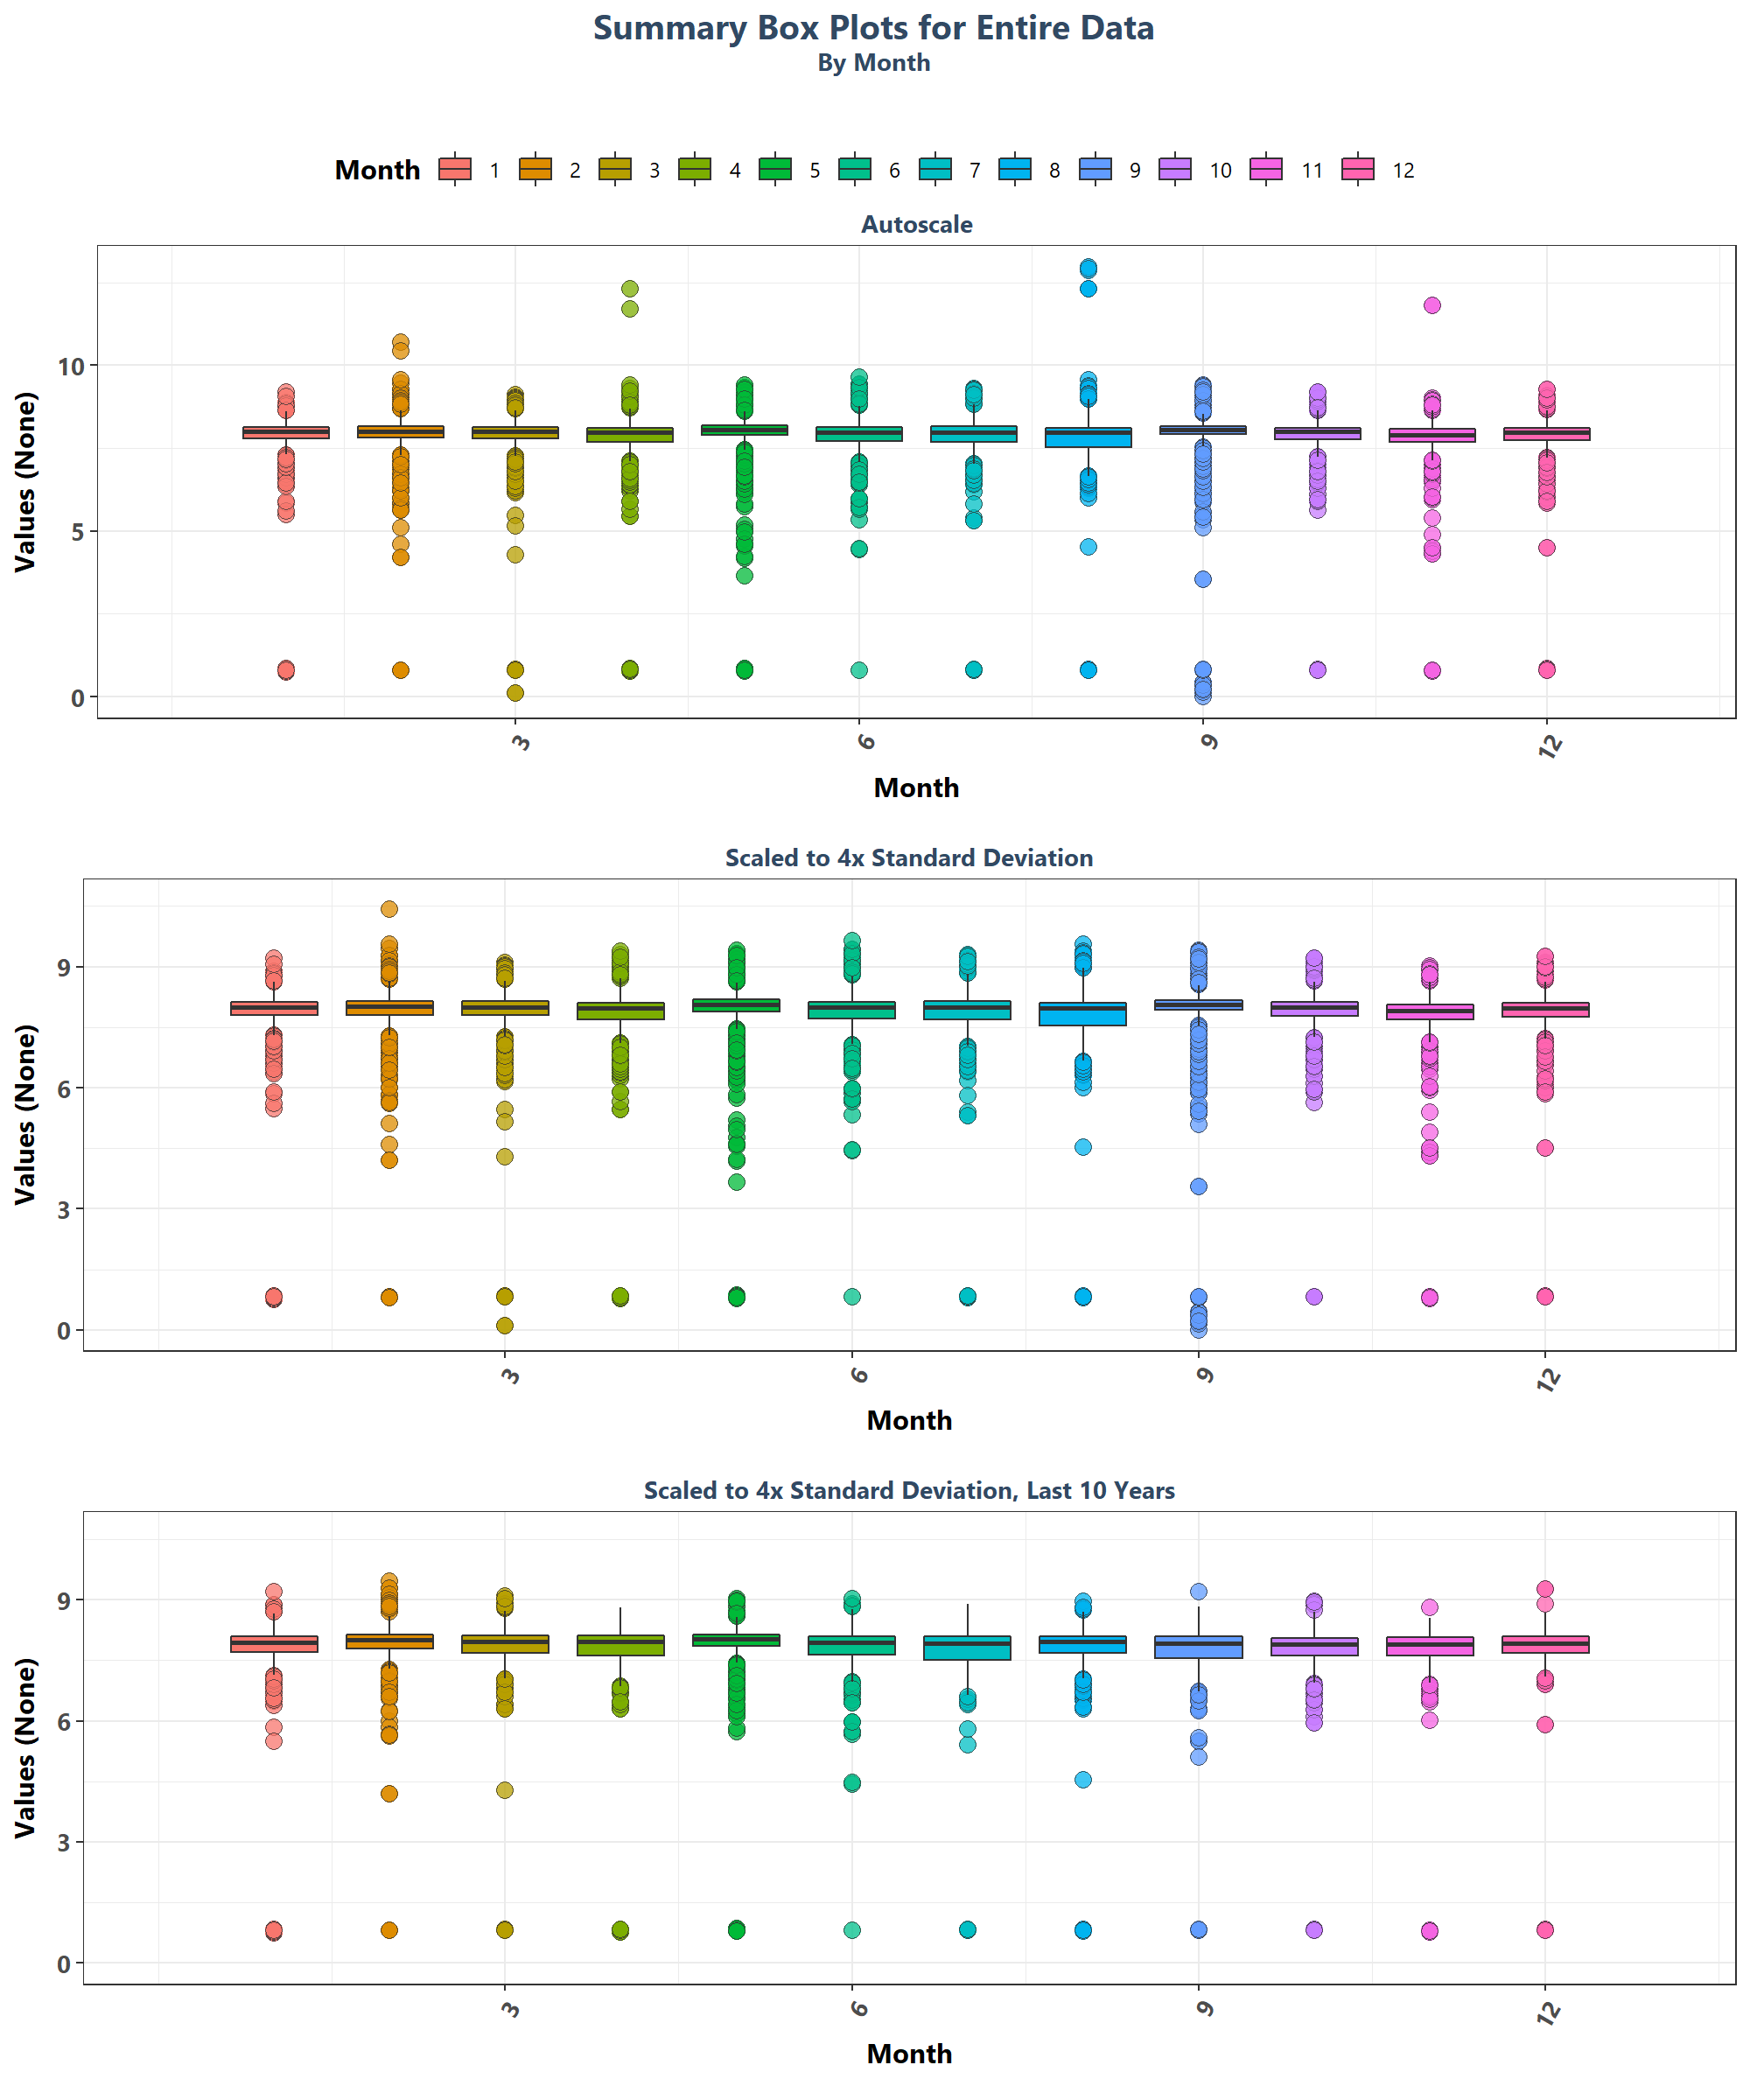 Summary Box Plots for Entire Data
By Month
Month 1 2 3 4 5 6 7 8 9 10 11 12
Autoscale
Values (None)
10
5
0
3 6 9 12
Month
Scaled to 4x Standard Deviation
Values (None)
9
6
3
0
3 6 9 12
Month
Scaled to 4x Standard Deviation, Last 10 Years
Values (None)
9
6
3
0
3 6 9 12
Month